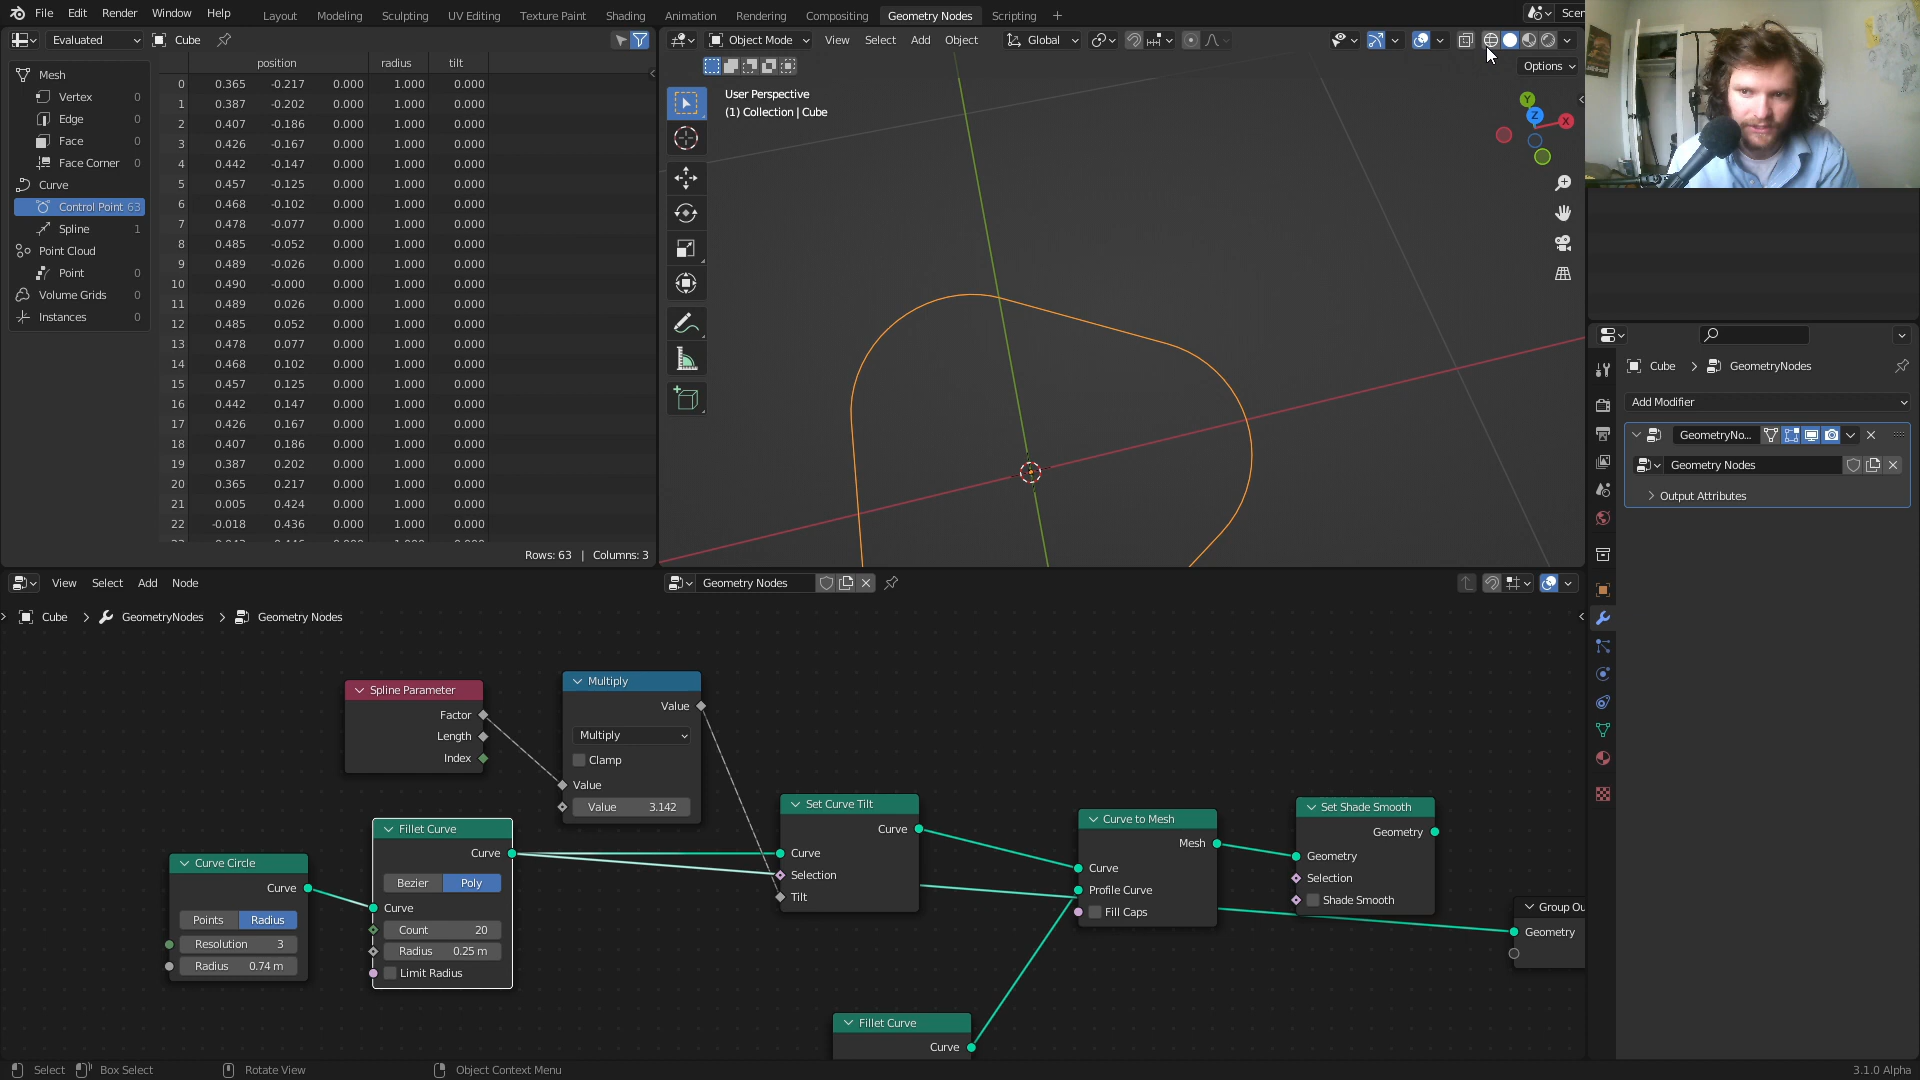 File Edit Render Window Help Layout Modeling Sculpting UV Editing Texture Paint Shading Animation Rendering Compositing Geometry Nodes Scripting + Scen
Evaluated Cube
Object Mode View Select Add Object Global
Options
position radius tilt
Mesh
Vertex 0
Edge 0
Face 0
Face Corner 0
Curve
Control Point 63
Spline 1
Point Cloud
Point 0
Volume Grids 0
Instances 0
0 0.365 -0.217 0.000 1.000 0.000
1 0.387 -0.202 0.000 1.000 0.000
2 0.407 -0.186 0.000 1.000 0.000
3 0.426 -0.167 0.000 1.000 0.000
4 0.442 -0.147 0.000 1.000 0.000
5 0.457 -0.125 0.000 1.000 0.000
6 0.468 -0.102 0.000 1.000 0.000
7 0.478 -0.077 0.000 1.000 0.000
8 0.485 -0.052 0.000 1.000 0.000
9 0.489 -0.026 0.000 1.000 0.000
10 0.490 -0.000 0.000 1.000 0.000
11 0.489 0.026 0.000 1.000 0.000
12 0.485 0.052 0.000 1.000 0.000
13 0.478 0.077 0.000 1.000 0.000
14 0.468 0.102 0.000 1.000 0.000
15 0.457 0.125 0.000 1.000 0.000
16 0.442 0.147 0.000 1.000 0.000
17 0.426 0.167 0.000 1.000 0.000
18 0.407 0.186 0.000 1.000 0.000
19 0.387 0.202 0.000 1.000 0.000
20 0.365 0.217 0.000 1.000 0.000
21 0.005 0.424 0.000 1.000 0.000
22 -0.018 0.436 0.000 1.000 0.000
Rows: 63 | Columns: 3
User Perspective
(1) Collection | Cube
Y
Z
X
Cube > GeometryNodes
Add Modifier
GeometryNo...
Geometry Nodes
Output Attributes
View Select Add Node
Geometry Nodes
Cube > GeometryNodes > Geometry Nodes
Spline Parameter
Factor
Length
Index
Multiply
Value
Multiply
Clamp
Value
Value 3.142
Curve Circle
Curve
Points Radius
Resolution 3
Radius 0.74 m
Fillet Curve
Curve
Bezier Poly
Curve
Count 20
Radius 0.25 m
Limit Radius
Set Curve Tilt
Curve
Curve
Selection
Tilt
Curve to Mesh
Mesh
Curve
Profile Curve
Fill Caps
Set Shade Smooth
Geometry
Geometry
Selection
Shade Smooth
Group Ou
Geometry
Fillet Curve
Curve
Select Box Select Rotate View Object Context Menu 3.1.0 Alpha